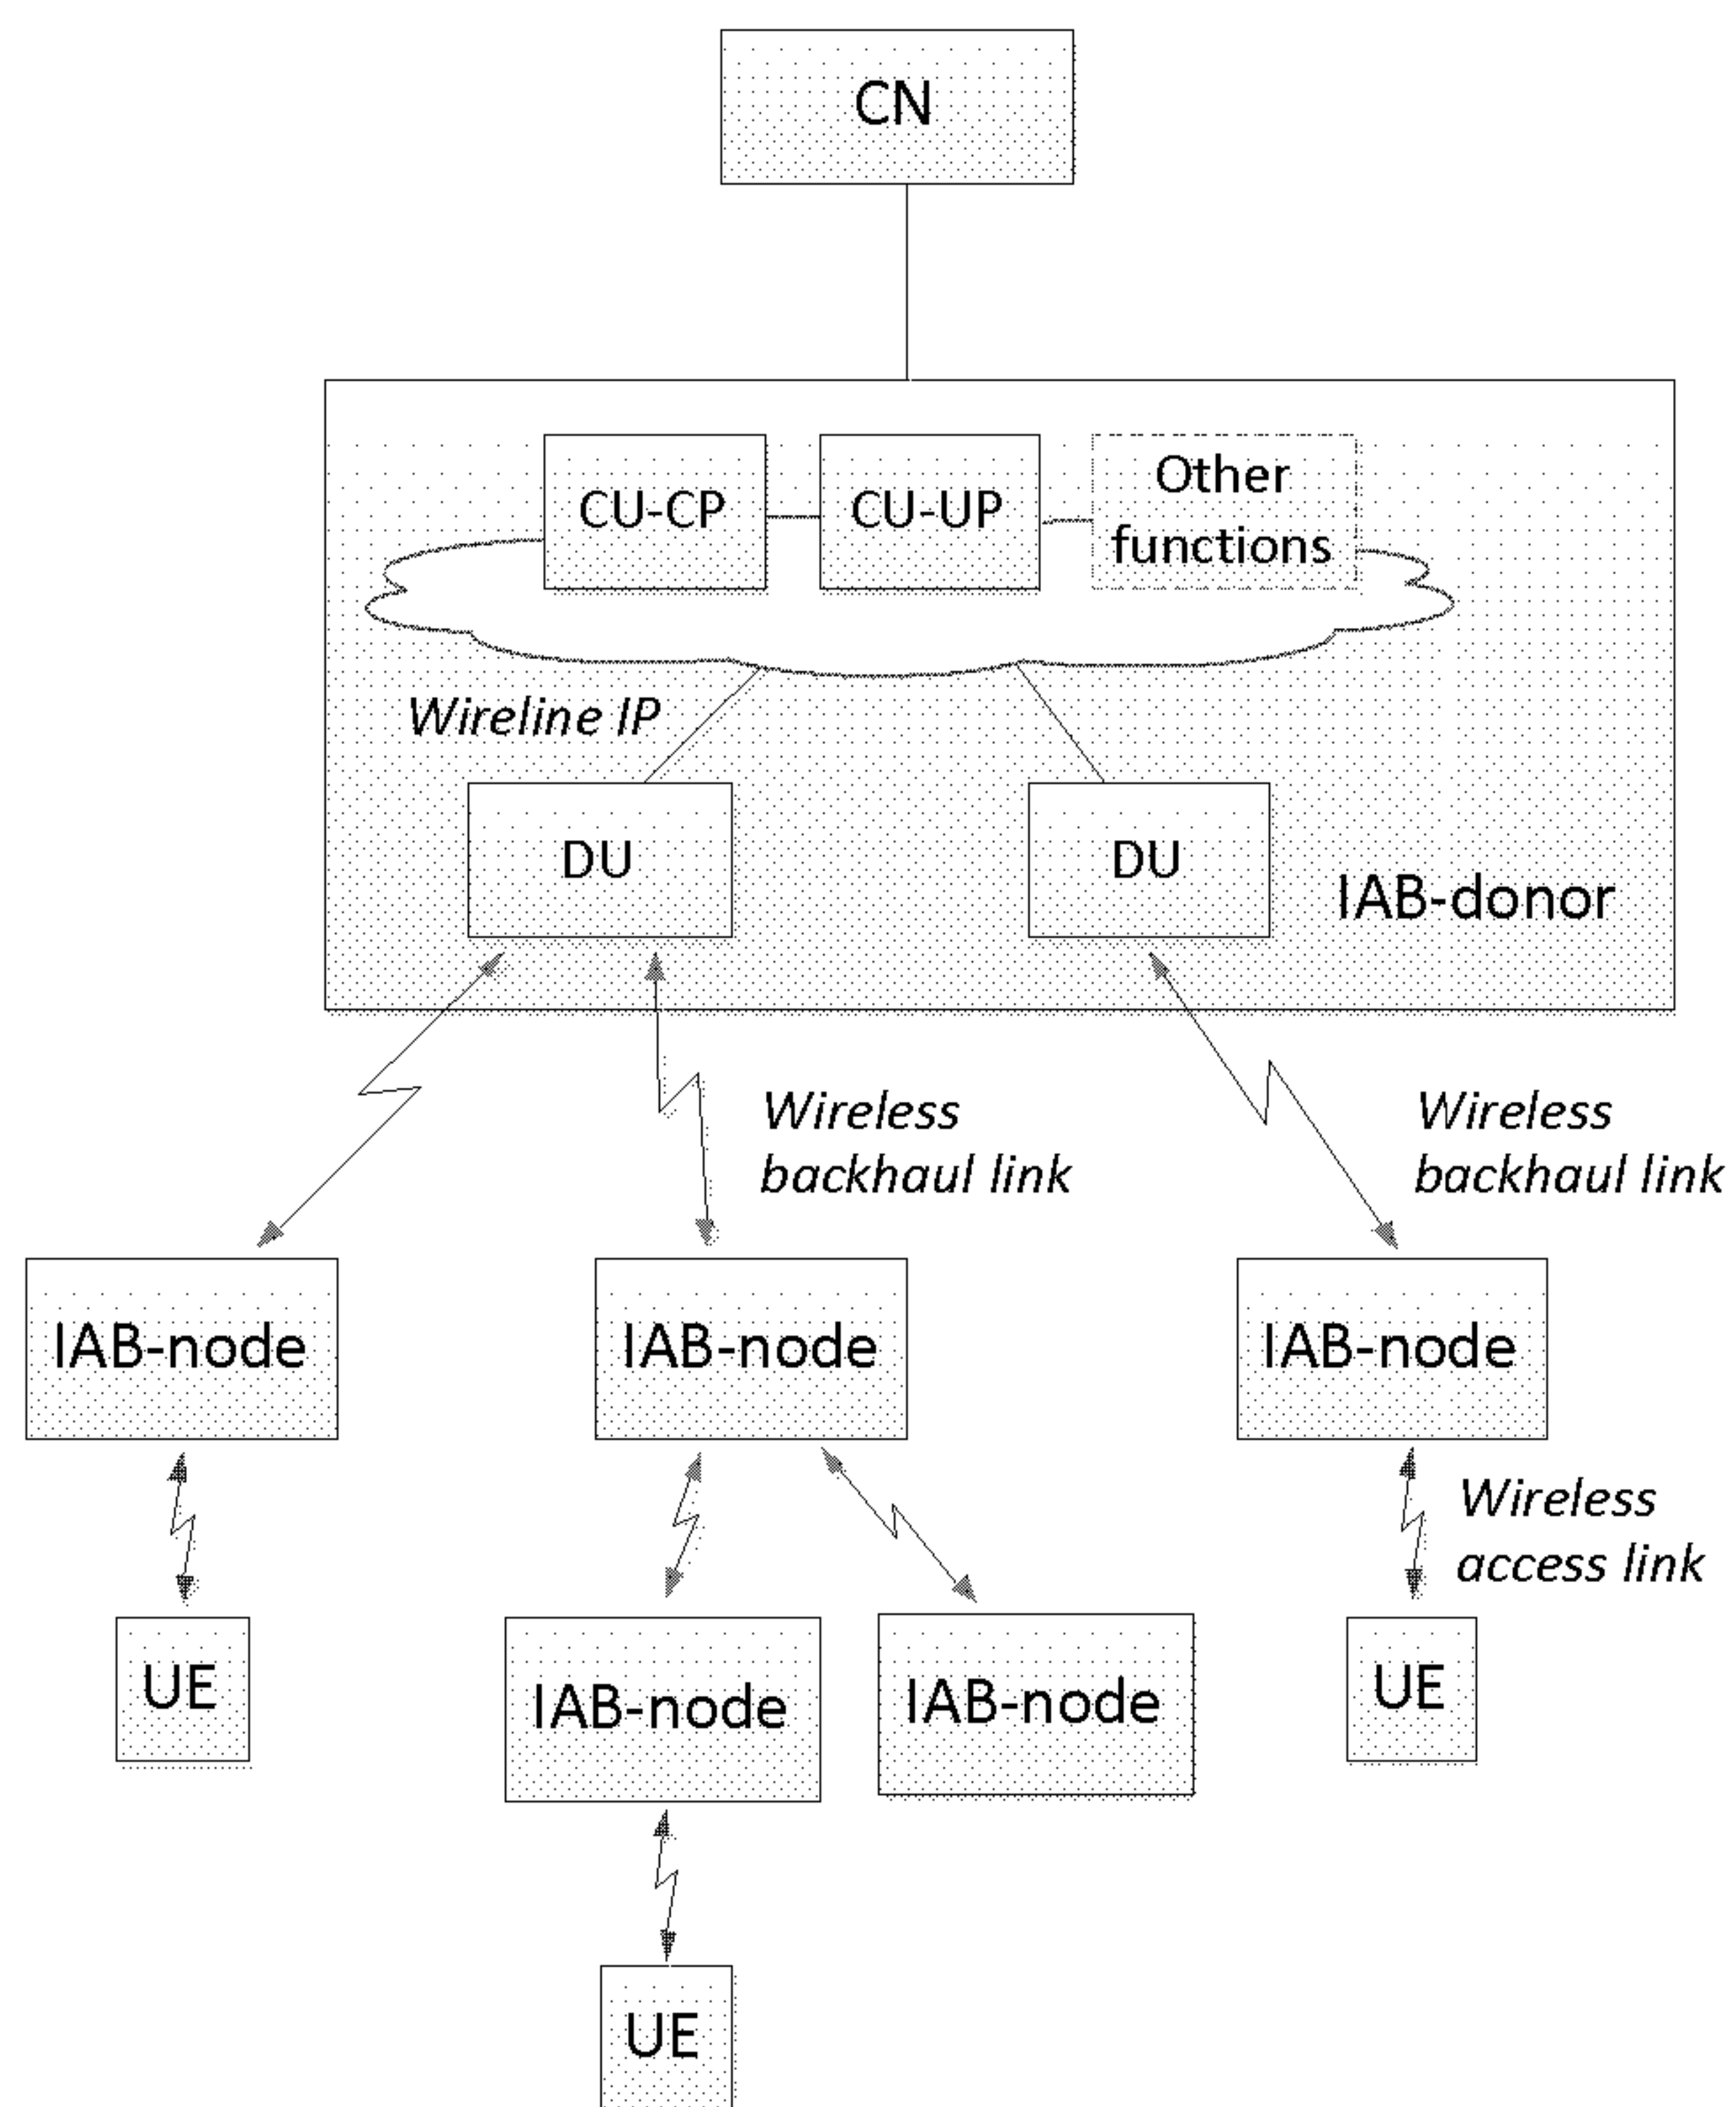 CN
CU-CP
CU-UP
Other
functions
Wireline IP
DU
DU
IAB-donor
Wireless
backhaul link
Wireless
backhaul link
IAB-node
IAB-node
IAB-node
Wireless
access link
UE
IAB-node
IAB-node
UE
UE